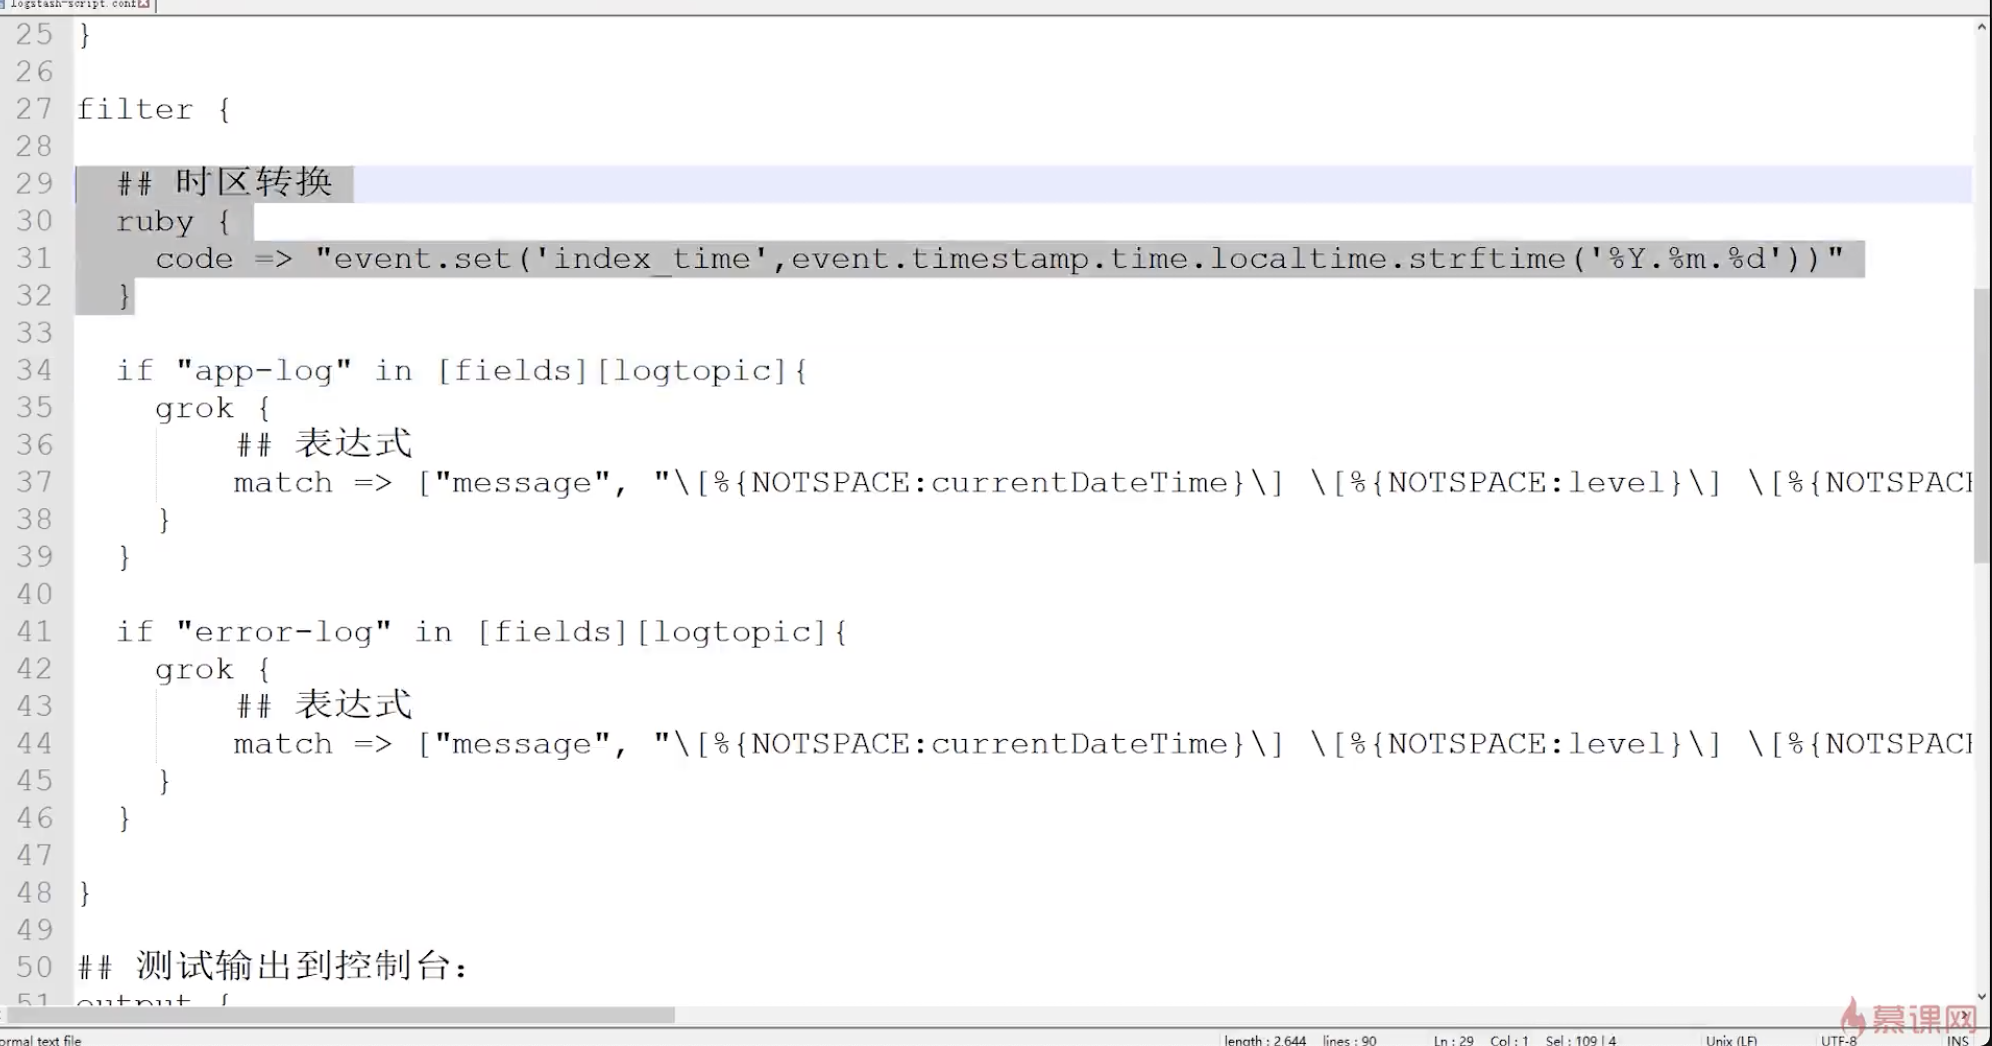 logstash-script.conf
25 }
26
27 filter {
28
29   ## 时区转换
30   ruby {
31     code => "event.set('index_time',event.timestamp.time.localtime.strftime('%Y.%m.%d'))"
32   }
33
34   if "app-log" in [fields][logtopic]{
35     grok {
36         ## 表达式
37         match => ["message", "\[%{NOTSPACE:currentDateTime}\] \[%{NOTSPACE:level}\] \[%{NOTSPACE
38     }
39   }
40
41   if "error-log" in [fields][logtopic]{
42     grok {
43         ## 表达式
44         match => ["message", "\[%{NOTSPACE:currentDateTime}\] \[%{NOTSPACE:level}\] \[%{NOTSPACE
45     }
46   }
47
48 }
49
50 ## 测试输出到控制台:
51 output {
慕课网
ormal text file length : 2,644 lines : 90 Ln : 29 Col : 1 Sel : 109 | 4 Unix (LF) UTF-8 INS